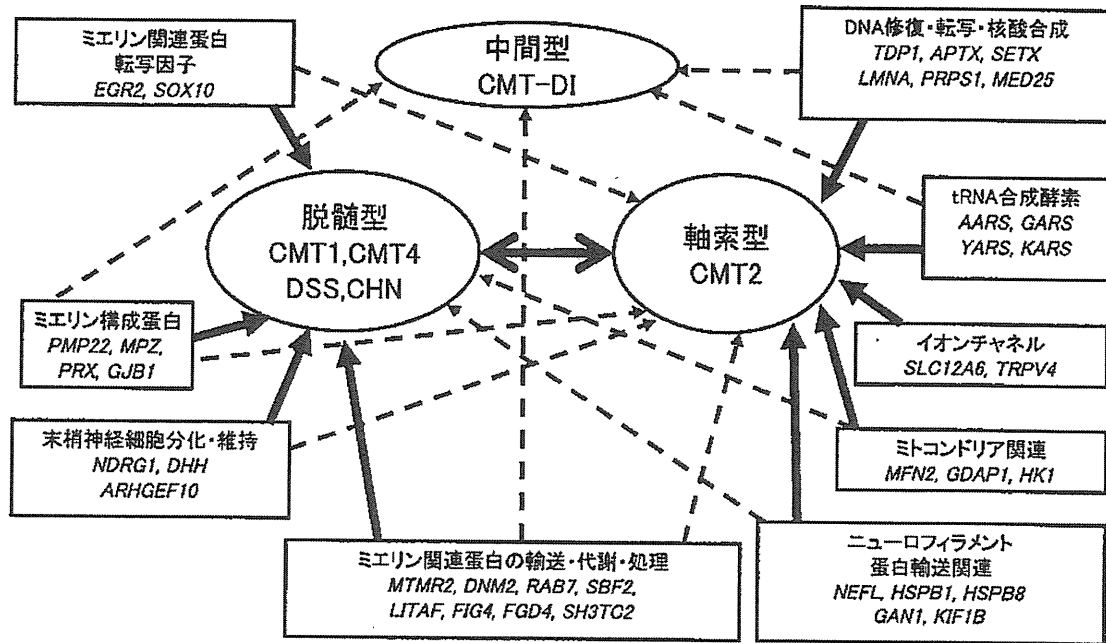 ミエリン関連蛋白
転写因子
EGR2, SOX10
中間型
CMT-DI
DNA修復・転写・核酸合成
TDP1, APTX, SETX
LMNA, PRPS1, MED25
脱髄型
CMT1,CMT4
DSS,CHN
軸索型
CMT2
tRNA合成酵素
AARS, GARS
YARS, KARS
ミエリン構成蛋白
PMP22, MPZ,
PRX, GJB1
イオンチャネル
SLC12A6, TRPV4
末梢神経細胞分化・維持
NDRG1, DHH
ARHGEF10
ミトコンドリア関連
MFN2, GDAP1, HK1
ミエリン関連蛋白の輸送・代謝・処理
MTMR2, DNM2, RAB7, SBF2,
LITAF, FIG4, FGD4, SH3TC2
ニューロフィラメント
蛋白輸送関連
NEFL, HSPB1, HSPB8
GAN1, KIF1B